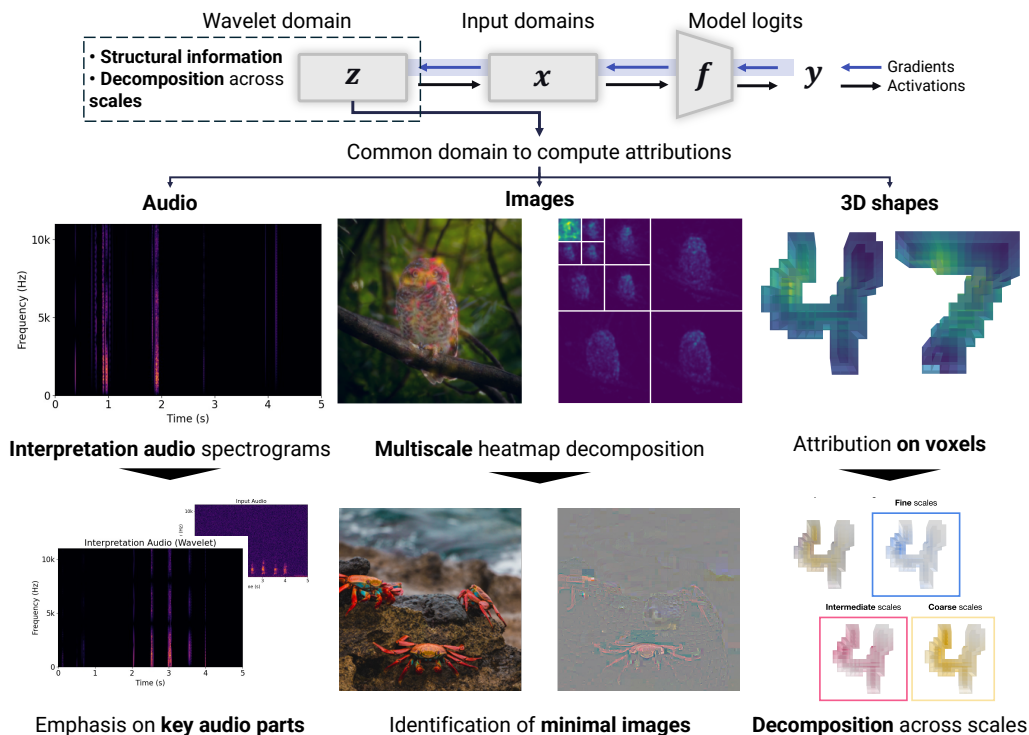 Wavelet domain
Input domains
Model logits
• Structural information
• Decomposition across
scales
z
x
f
y
Gradients
Activations
Common domain to compute attributions
Audio
Images
3D shapes
10k
5k
0
Frequency (Hz)
0 1 2 3 4 5
Time (s)
Interpretation audio spectrograms
Multiscale heatmap decomposition
Attribution on voxels
Input Audio
10k
5
Interpretation Audio (Wavelet)
10k
5k
0
Frequency (Hz)
0 1 2 3 4 5
Time (s)
Fine scales
Intermediate scales
Coarse scales
Emphasis on key audio parts
Identification of minimal images
Decomposition across scales